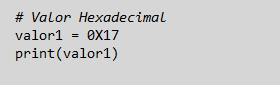 # Valor Hexadecimal
valor1 = 0X17
print(valor1)